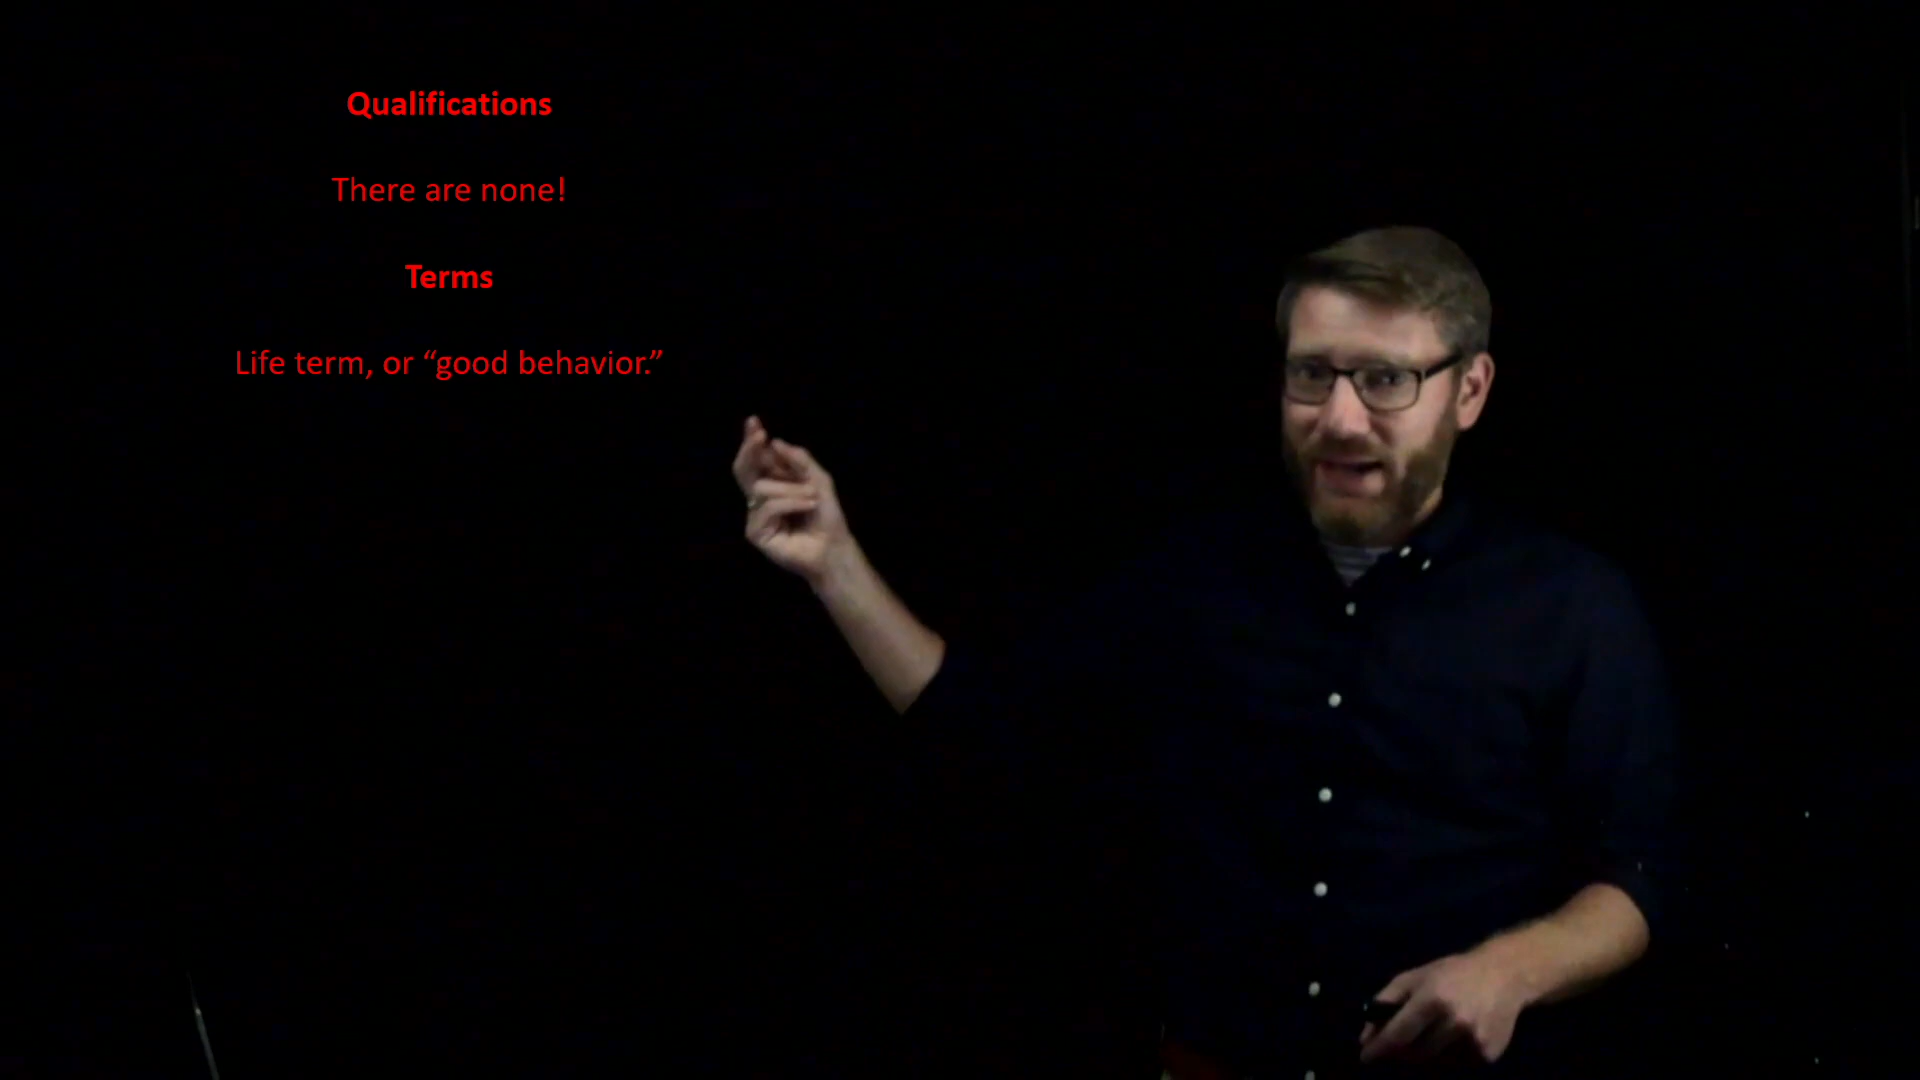 Qualifications
There are none!
Terms
Life term, or “good behavior.”